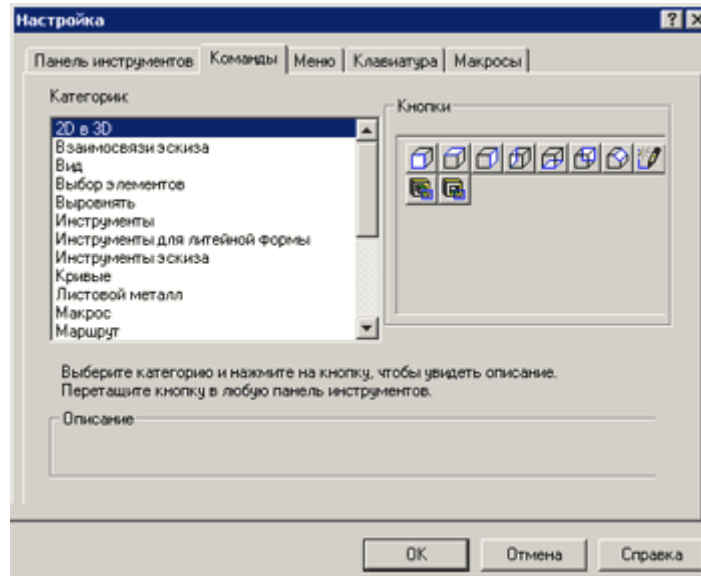 Настройка
Панель инструментов Команды Меню Клавиатура Макросы
Категории:
Кнопки
2D в 3D
Взаимосвязи эскиза
Вид
Выбор элементов
Выровнять
Инструменты
Инструменты для литейной формы
Инструменты эскиза
Кривые
Листовой металл
Макрос
Маршрут
Выберите категорию и нажмите на кнопку, чтобы увидеть описание.
Перетащите кнопку в любую панель инструментов.
Описание
OK Отмена Справка